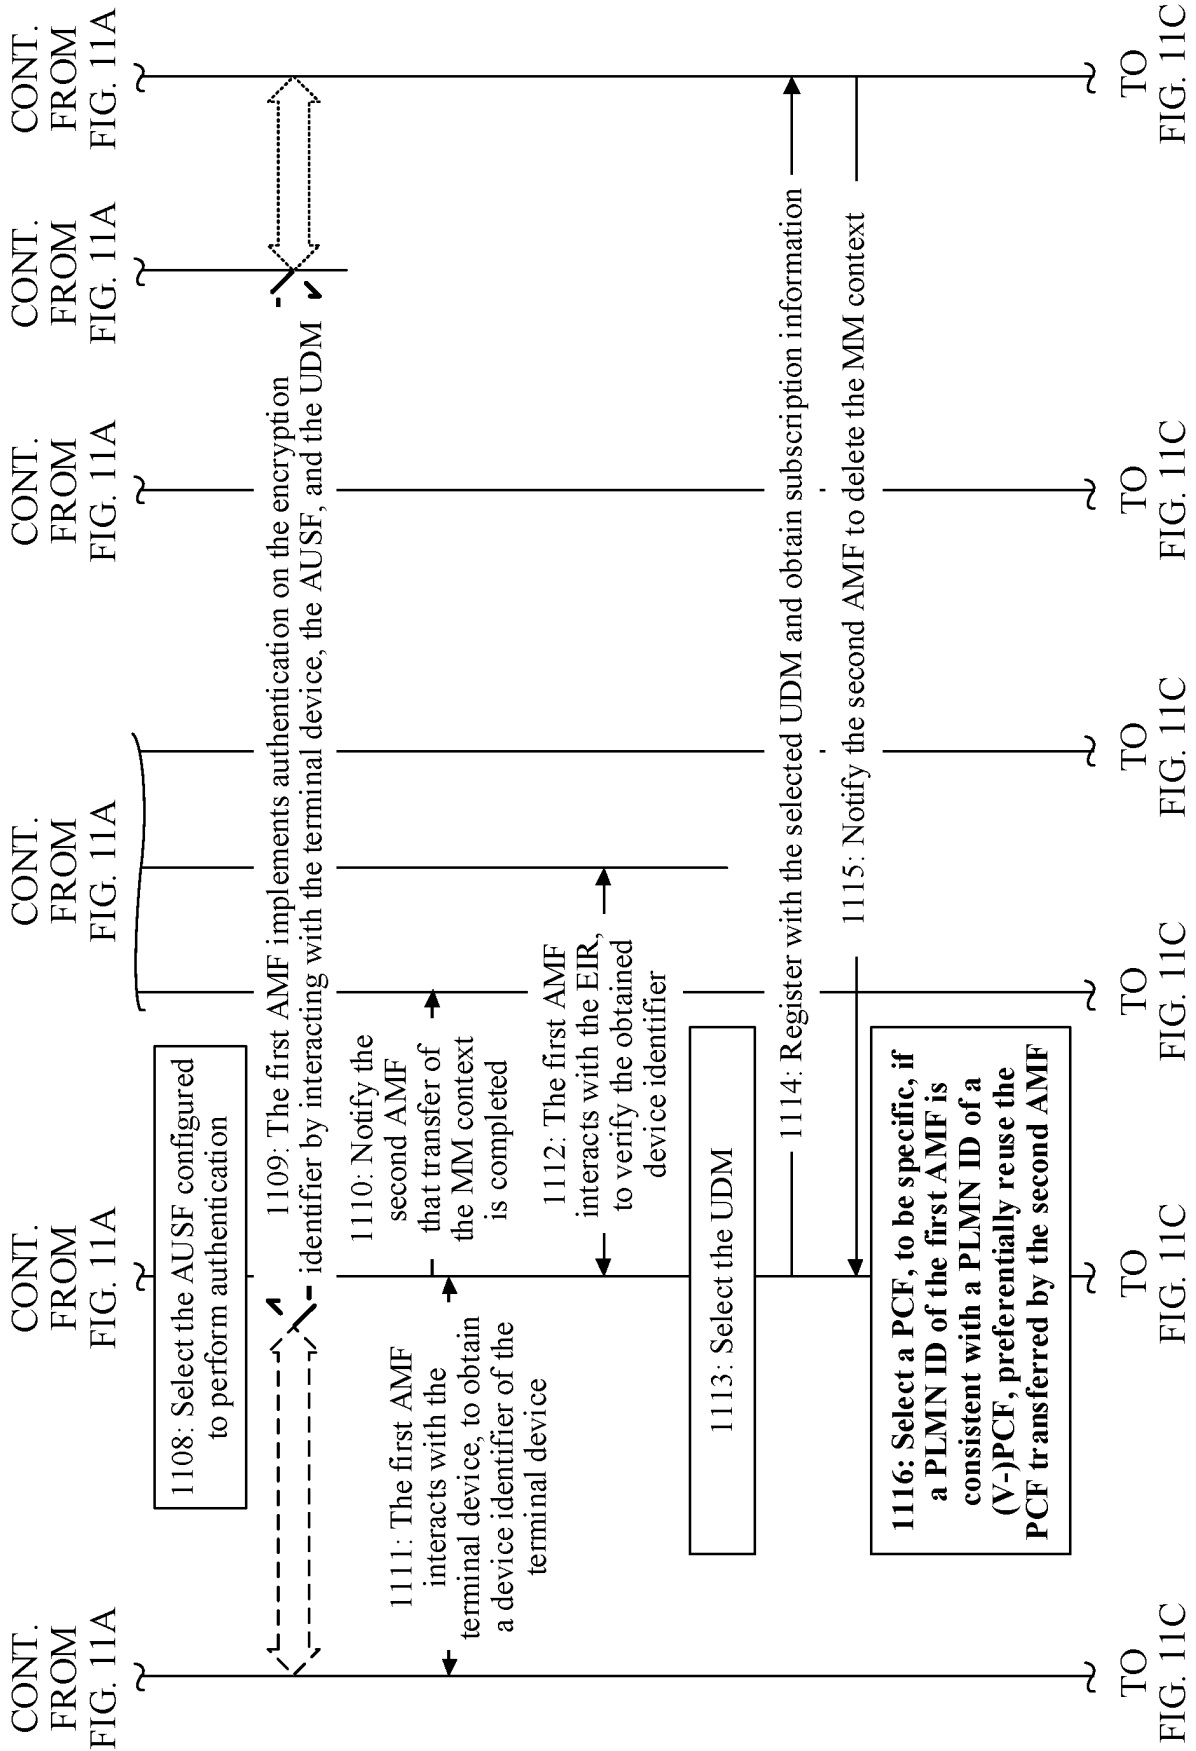 CONT.
FROM
FIG. 11A
CONT.
FROM
FIG. 11A
CONT.
FROM
FIG. 11A
CONT.
FROM
FIG. 11A
CONT.
FROM
FIG. 11A
CONT.
FROM
FIG. 11A
1108: Select the AUSF configured
to perform authentication
1109: The first AMF implements authentication on the encryption
identifier by interacting with the terminal device, the AUSF, and the UDM
1110: Notify the
second AMF
that transfer of
the MM context
is completed
1111: The first AMF
interacts with the
terminal device, to obtain
a device identifier of the
terminal device
1112: The first AMF
interacts with the EIR,
to verify the obtained
device identifier
1113: Select the UDM
1114: Register with the selected UDM and obtain subscription information
1115: Notify the second AMF to delete the MM context
1116: Select a PCF, to be specific, if
a PLMN ID of the first AMF is
consistent with a PLMN ID of a
(V-)PCF, preferentially reuse the
PCF transferred by the second AMF
TO
FIG. 11C
TO
FIG. 11C
TO
FIG. 11C
TO
FIG. 11C
TO
FIG. 11C
TO
FIG. 11C